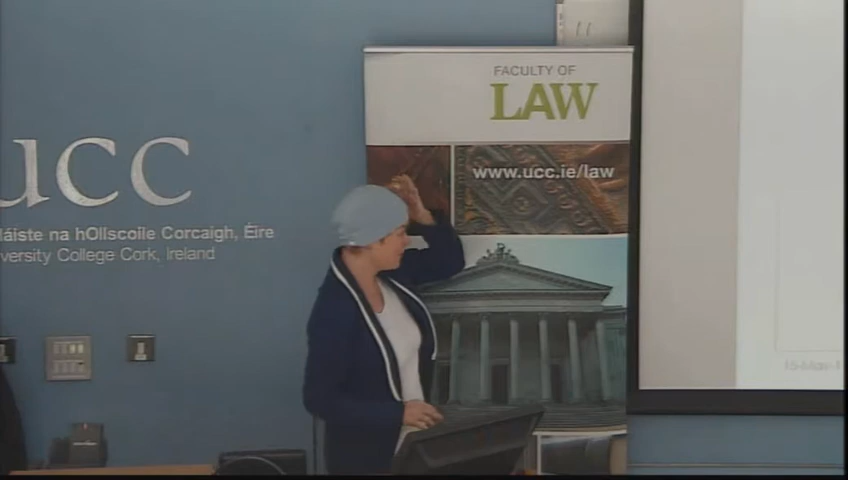 FACULTY OF
LAW
www.ucc.ie/law
ucc
láiste na hOllscoile Corcaigh, Éire
versity College Cork, Ireland